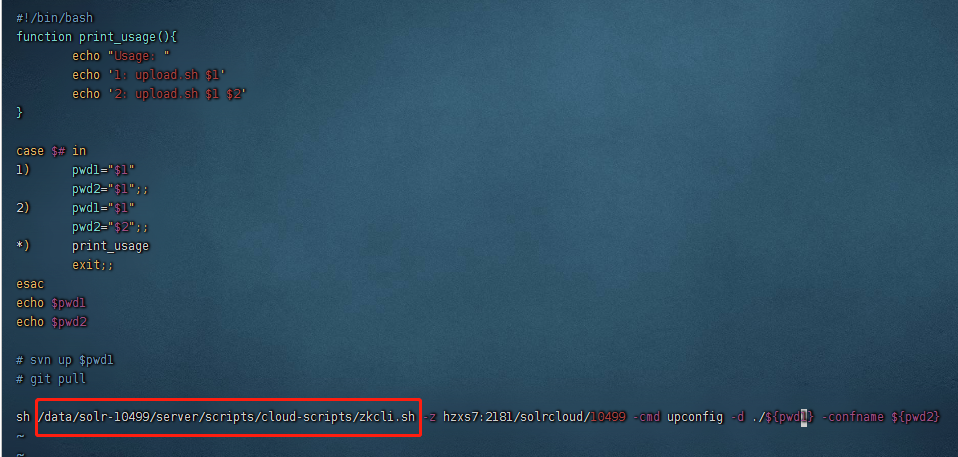 #!/bin/bash
function print_usage(){
echo "Usage: "
echo '1: upload.sh $1'
echo '2: upload.sh $1 $2'
}
case $# in
1) pwd1="$1"
pwd2="$1";;
2) pwd1="$1"
pwd2="$2";;
*) print_usage
exit;;
esac
echo $pwd1
echo $pwd2
# svn up $pwd1
# git pull
sh /data/solr-10499/server/scripts/cloud-scripts/zkcli.sh -z hzxs7:2181/solrcloud/10499 -cmd upconfig -d ./${pwd1} -confname ${pwd2}
~
~